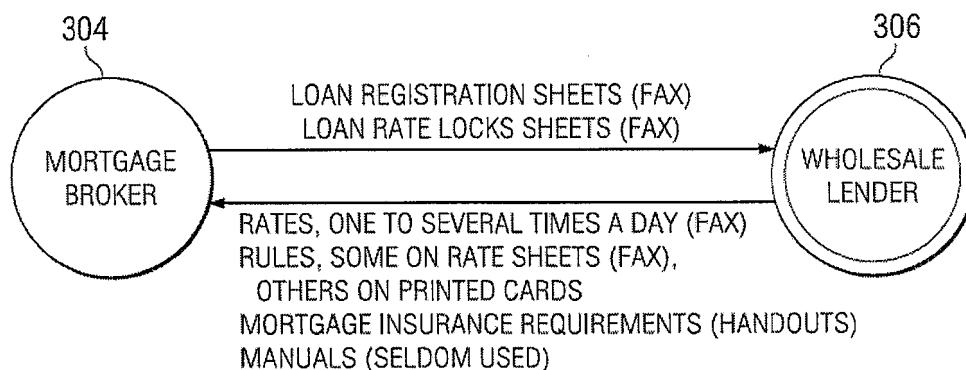 304
306
LOAN REGISTRATION SHEETS (FAX)
LOAN RATE LOCKS SHEETS (FAX)
MORTGAGE
BROKER
WHOLESALE
LENDER
RATES, ONE TO SEVERAL TIMES A DAY (FAX)
RULES, SOME ON RATE SHEETS (FAX),
OTHERS ON PRINTED CARDS
MORTGAGE INSURANCE REQUIREMENTS (HANDOUTS)
MANUALS (SELDOM USED)